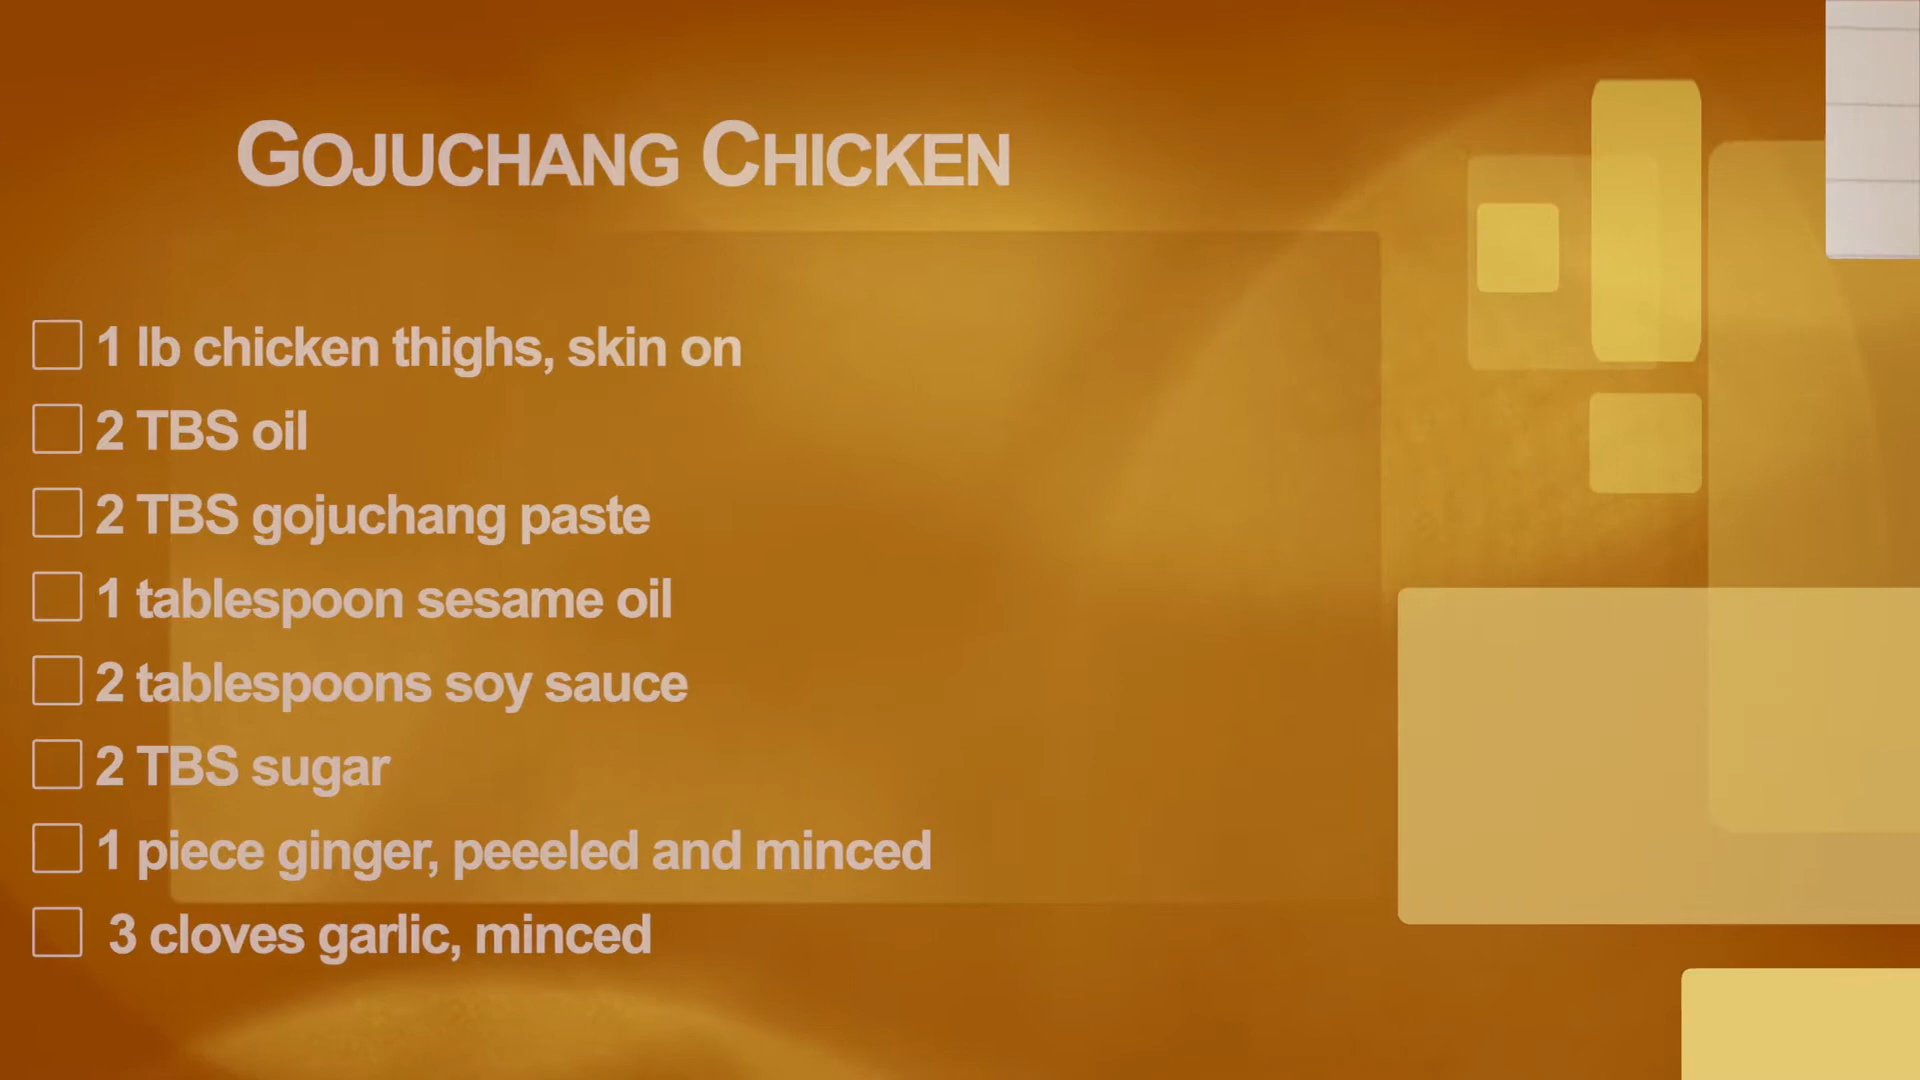 GOJUCHANG CHICKEN
1 lb chicken thighs, skin on
2 TBS oil
2 TBS gojuchang paste
1 tablespoon sesame oil
2 tablespoons soy sauce
2 TBS sugar
1 piece ginger, peeeled and minced
3 cloves garlic, minced